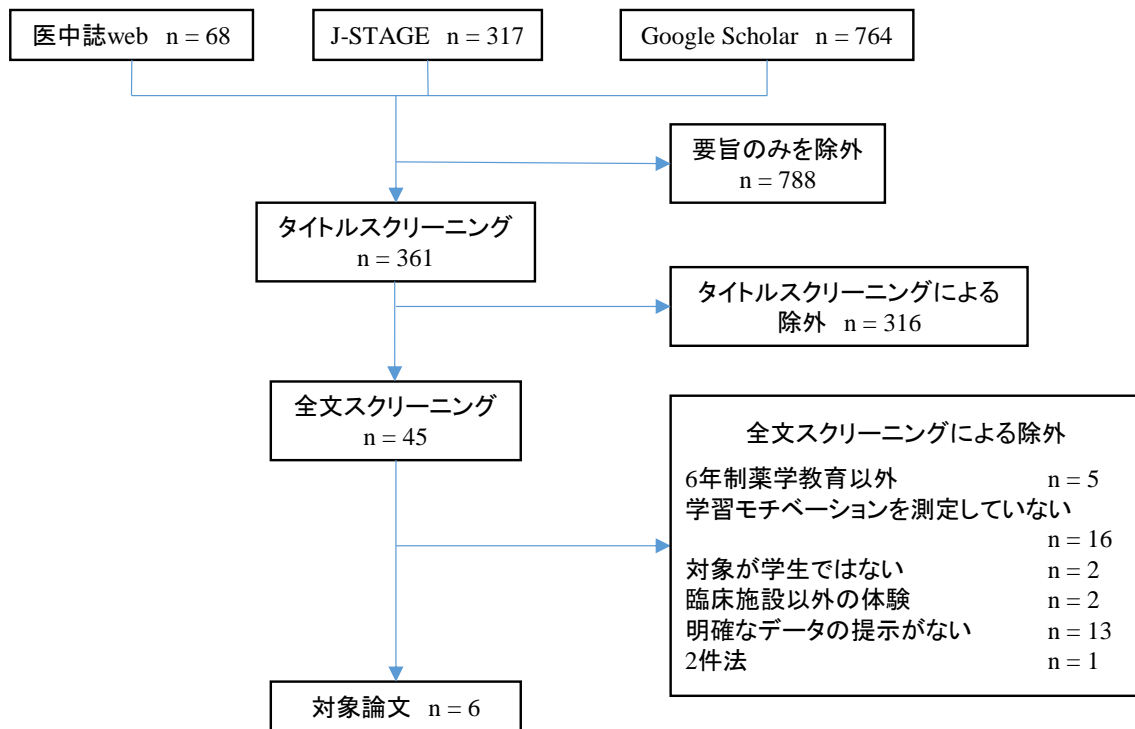 医中誌web n = 68
J-STAGE n = 317
Google Scholar n = 764
要旨のみを除外
n = 788
タイトルスクリーニング
n = 361
タイトルスクリーニングによる
除外 n = 316
全文スクリーニング
n = 45
全文スクリーニングによる除外
6年制薬学教育以外 n = 5
学習モチベーションを測定していない
n = 16
対象が学生ではない n = 2
臨床施設以外の体験 n = 2
明確なデータの提示がない n = 13
2件法 n = 1
対象論文 n = 6